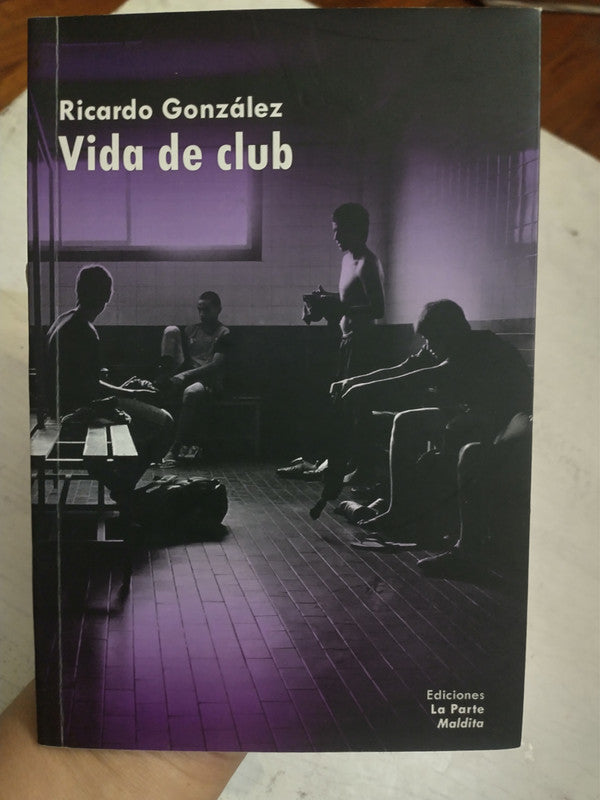 Ricardo González
Vida de club
Ediciones
La Parte
Maldita